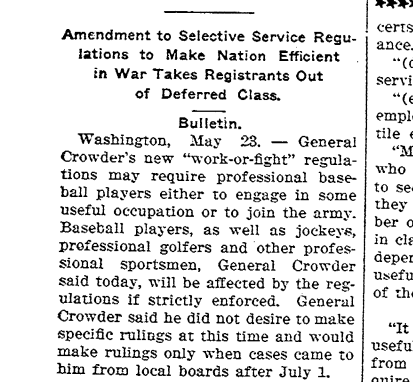 Amendment to Selective Service Regu-
lations to Make Nation Efficient
in War Takes Registrants Out
of Deferred Class.
Bulletin.
Washington, May 23. — General
Crowder's new "work-or-fight" regula-
tions may require professional base-
ball players either to engage in some
useful occupation or to join the army.
Baseball players, as well as jockeys,
professional golfers and other profes-
sional sportsmen, General Crowder
said today, will be affected by the reg-
ulations if strictly enforced. General
Crowder said he did not desire to make
specific rulings at this time and would
make rulings only when cases came to
him from local boards after July 1.
certs
ance.
"(
servi
"(e
empl
tile e
"M
who
to se
they
ber o
in cla
depen
usefu
of the
"It
useful
from
quire